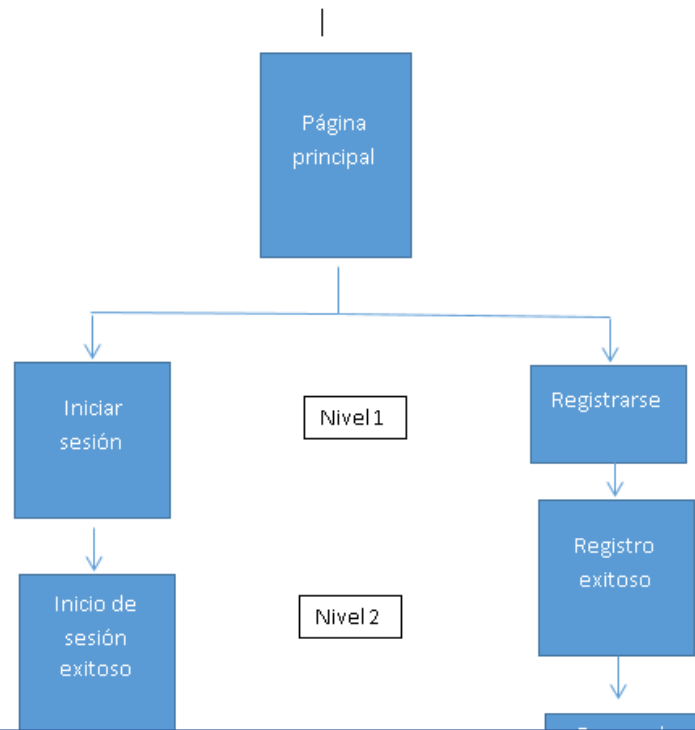 Página
principal
Iniciar
sesión
Nivel 1
Registrarse
Registro
exitoso
Inicio de
sesión
exitoso
Nivel 2